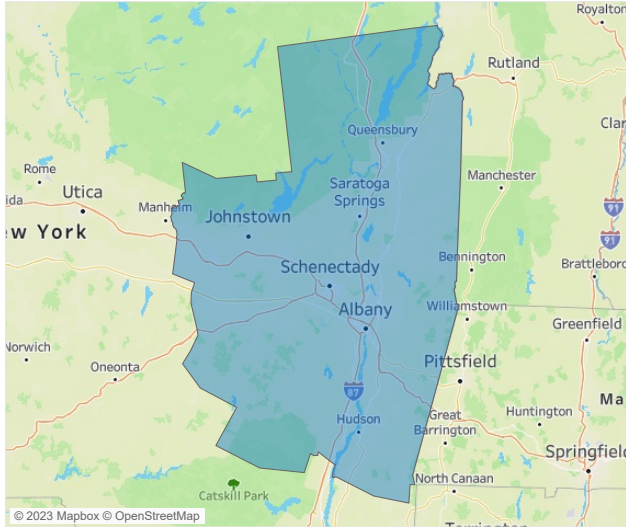 Royalton
Rutland
Queensbury
Clar
Rome
Utica
Manheim
Johnstown
Saratoga
Springs
Manchester
ida
ew York
91
91
Schenectady
Bennington
Brattlebor
Albany
Williamstown
Greenfield
Norwich
Oneonta
Pittsfield
87
Ma
Hudson
Great
Barrington
Huntington
Springfield
Catskill Park
North Canaan
© 2023 Mapbox © OpenStreetMap
Torrington